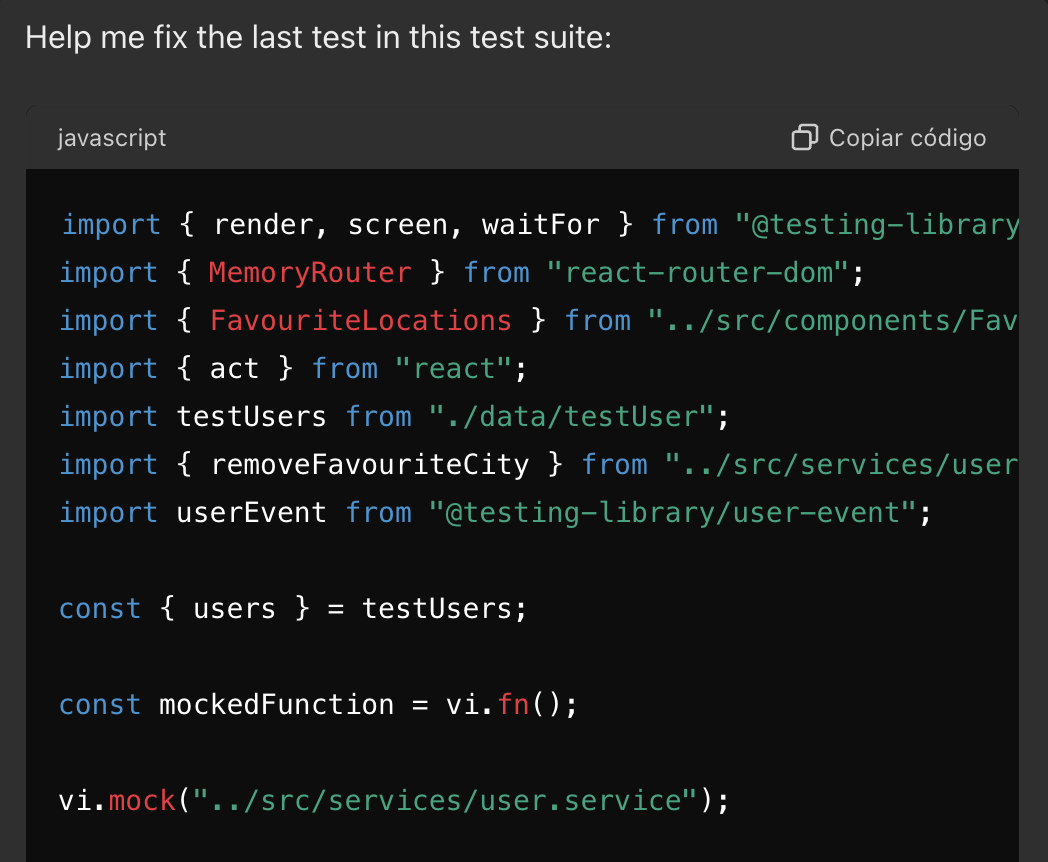 Help me fix the last test in this test suite:
javascript
Copiar código
import { render, screen, waitFor } from "@testing-library
import { MemoryRouter } from "react-router-dom";
import { FavouriteLocations } from "../src/components/Fav
import { act } from "react";
import testUsers from "./data/testUser";
import { removeFavouriteCity } from "../src/services/user
import userEvent from "@testing-library/user-event";
const { users } = testUsers;
const mockedFunction = vi.fn();
vi.mock("../src/services/user.service");